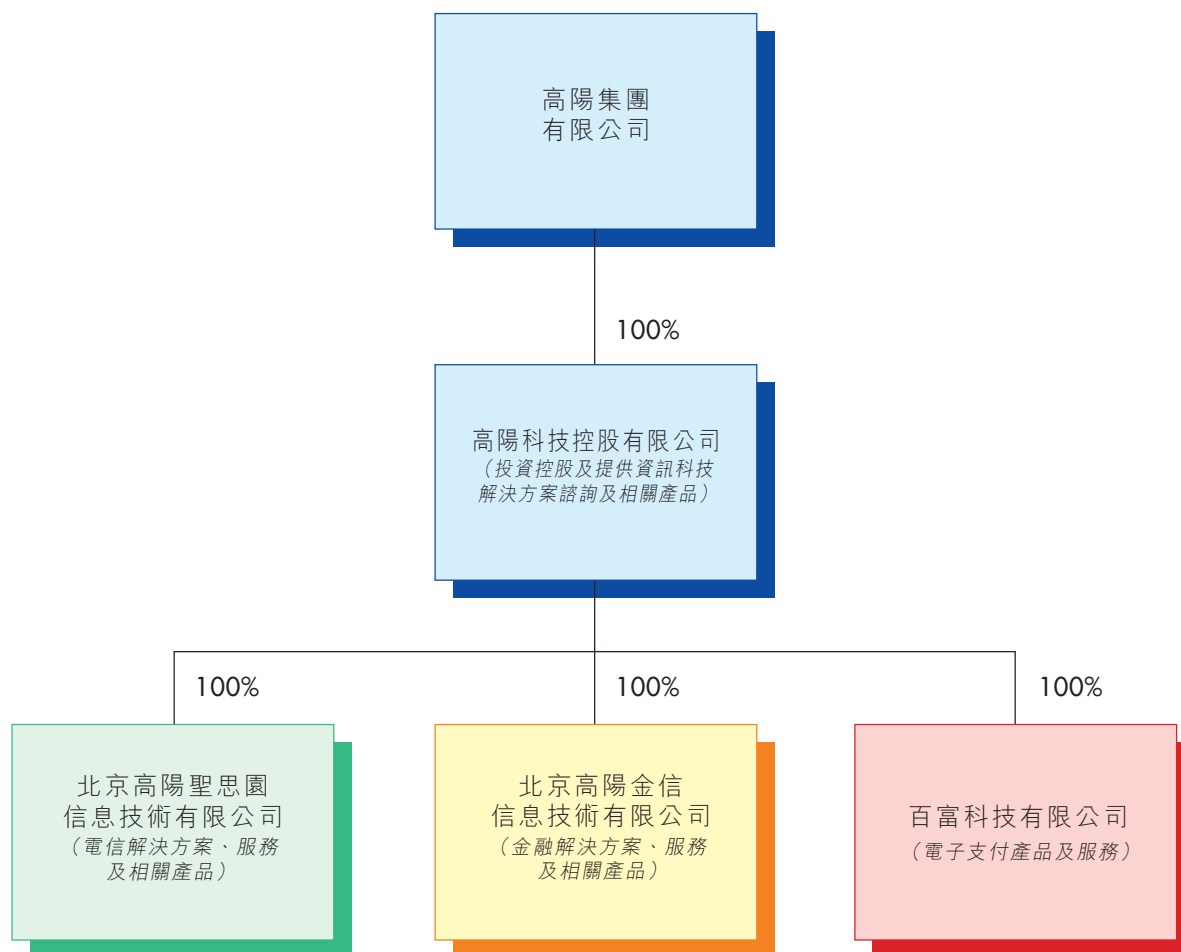 高陽集團
有限公司
100%
高陽科技控股有限公司
（投資控股及提供資訊科技
解決方案諮詢及相關產品）
100%
100%
100%
北京高陽聖思園
信息技術有限公司
（電信解決方案、服務
及相關產品）
北京高陽金信
信息技術有限公司
（金融解決方案、服務
及相關產品）
百富科技有限公司
（電子支付產品及服務）